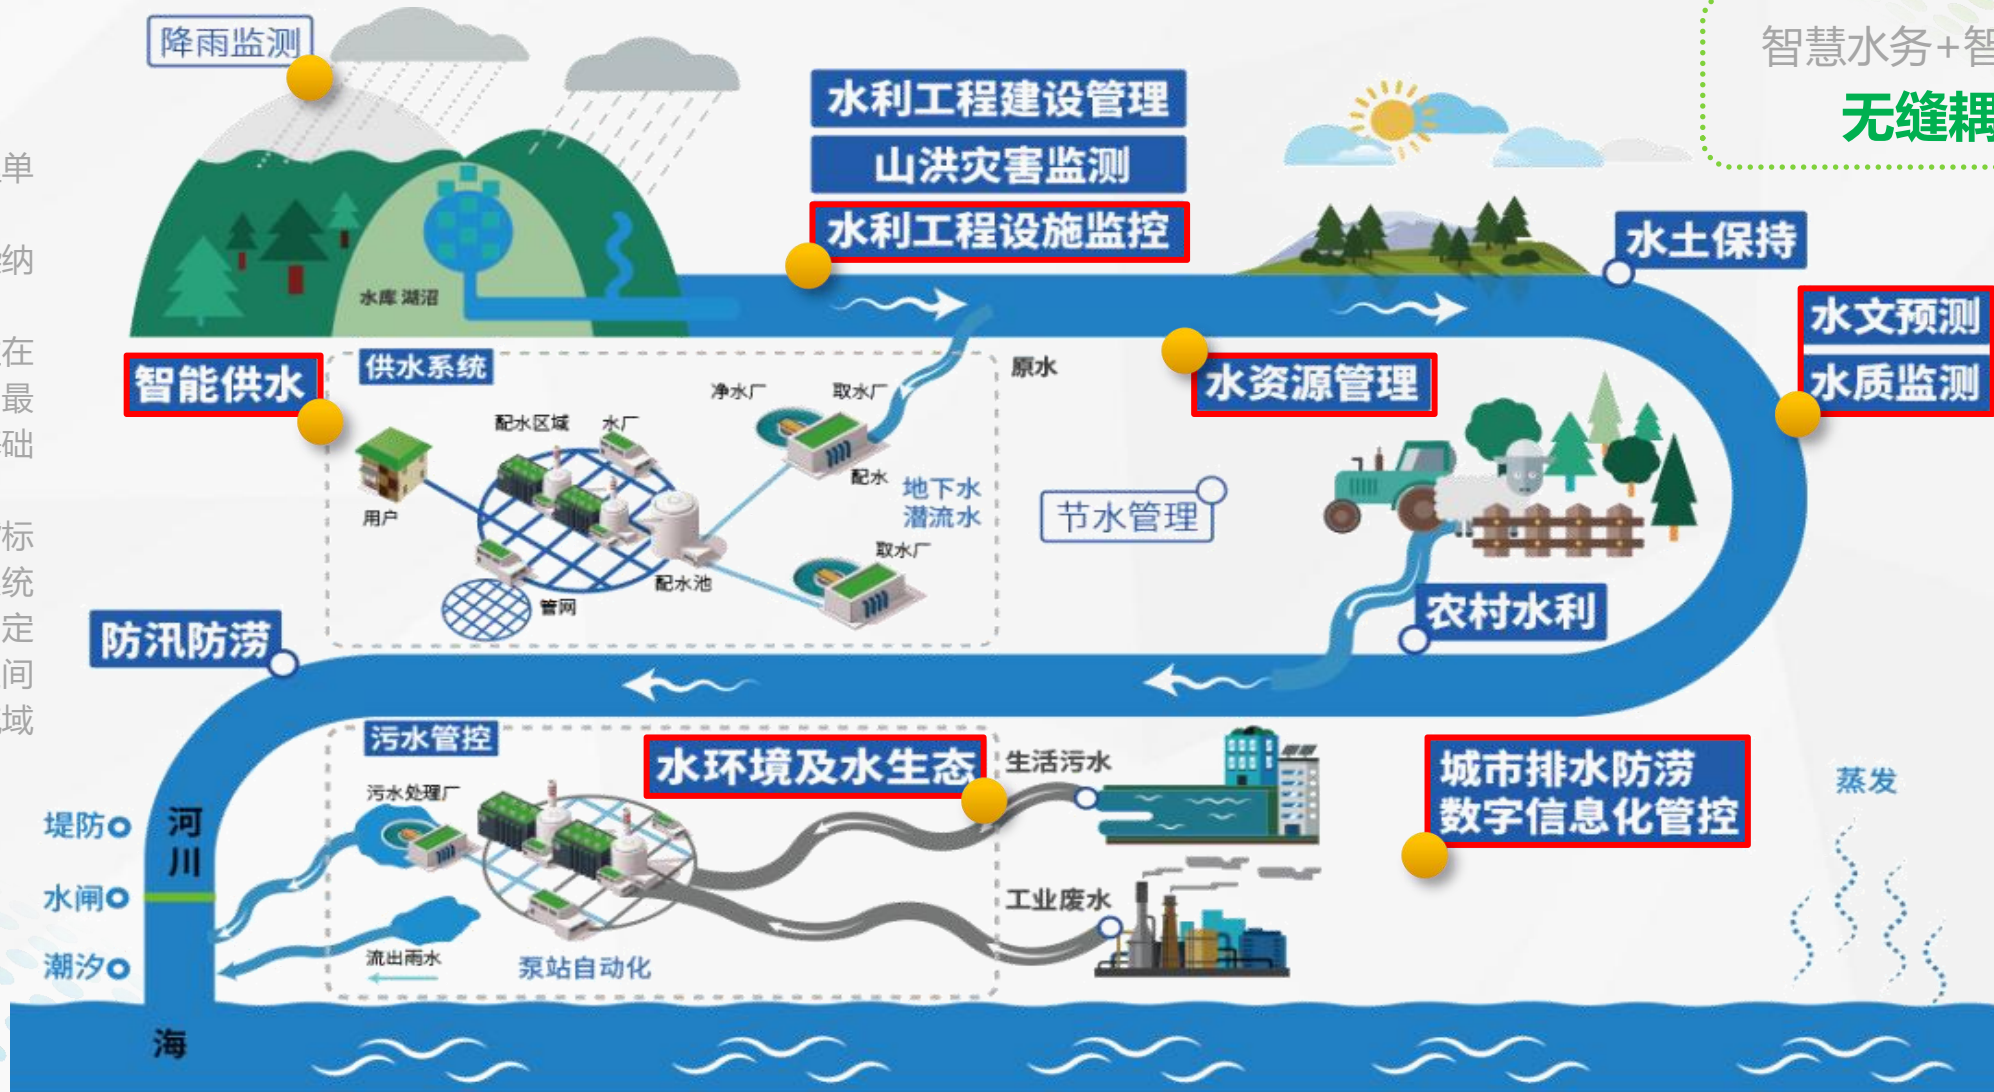 降雨监测
智慧水务+智
无缝耦
水利工程建设管理
山洪灾害监测
水利工程设施监控
单
纳
在
最
础
标
统
定
间
域
水土保持
水文预测
水质监测
水库 湖沼
智能供水
供水系统
原水
水资源管理
净水厂
取水厂
配水区域
水厂
配水
地下水
潜流水
用户
取水厂
配水池
管网
节水管理
农村水利
防汛防涝
污水管控
水环境及水生态
生活污水
城市排水防涝
数字信息化管控
蒸发
污水处理厂
堤防
河川
水闸
工业废水
潮汐
流出雨水
泵站自动化
海